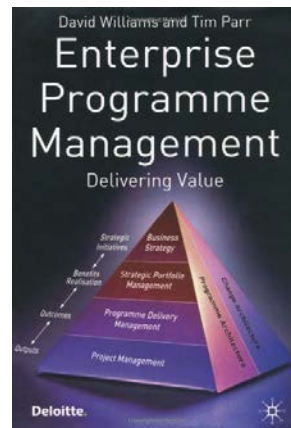 David Williams and Tim Parr
Enterprise
Programme
Management
Delivering Value
Strategic
Initiatives
Business
Strategy
Benefits
Realisation
Strategic Portfolio
Management
Outcomes
Programme Delivery
Management
Outputs
Project Management
Programme Architecture
Change Architecture
Deloitte.